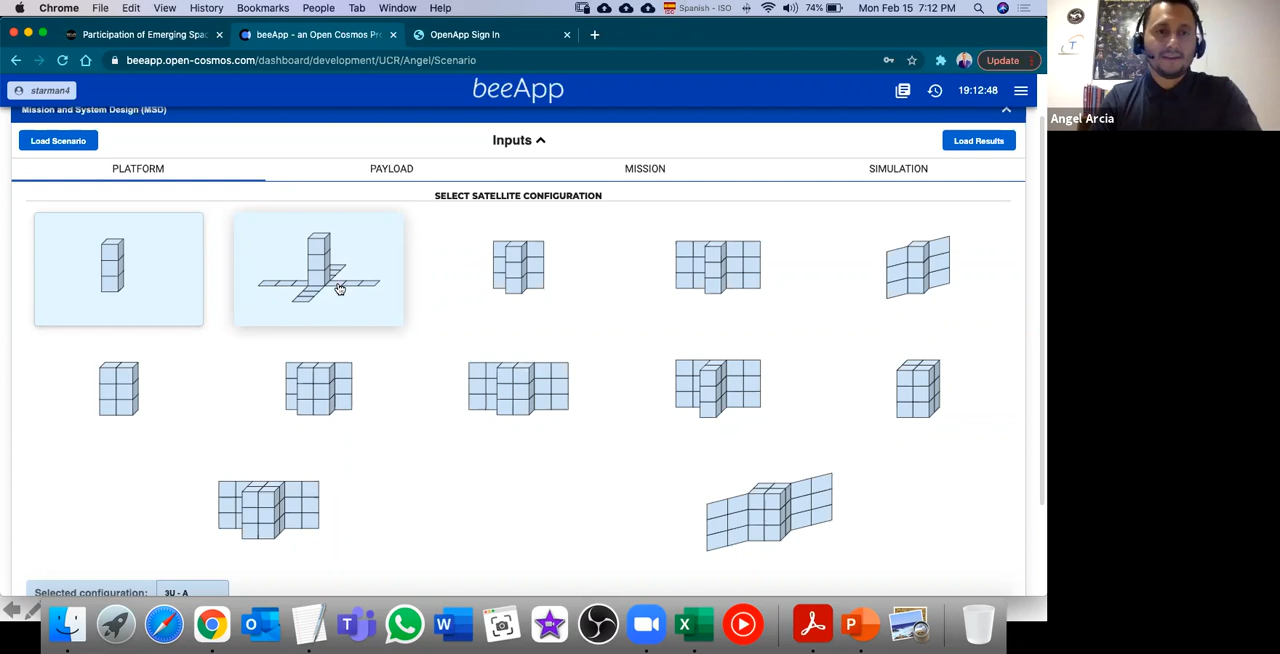 Chrome File Edit View History Bookmarks People Tab Window Help Spanish - ISO 74% Mon Feb 15 7:12 PM
Participation of Emerging Spac beeApp - an Open Cosmos Pro OpenApp Sign In
beeapp.open-cosmos.com/dashboard/development/UCR/Angel/Scenario Update
starman4 beeApp 19:12:48
Mission and System Design (MSD)
Load Scenario Inputs Load Results
PLATFORM PAYLOAD MISSION SIMULATION
SELECT SATELLITE CONFIGURATION
Selected configuration: 3U - A
Angel Arcia